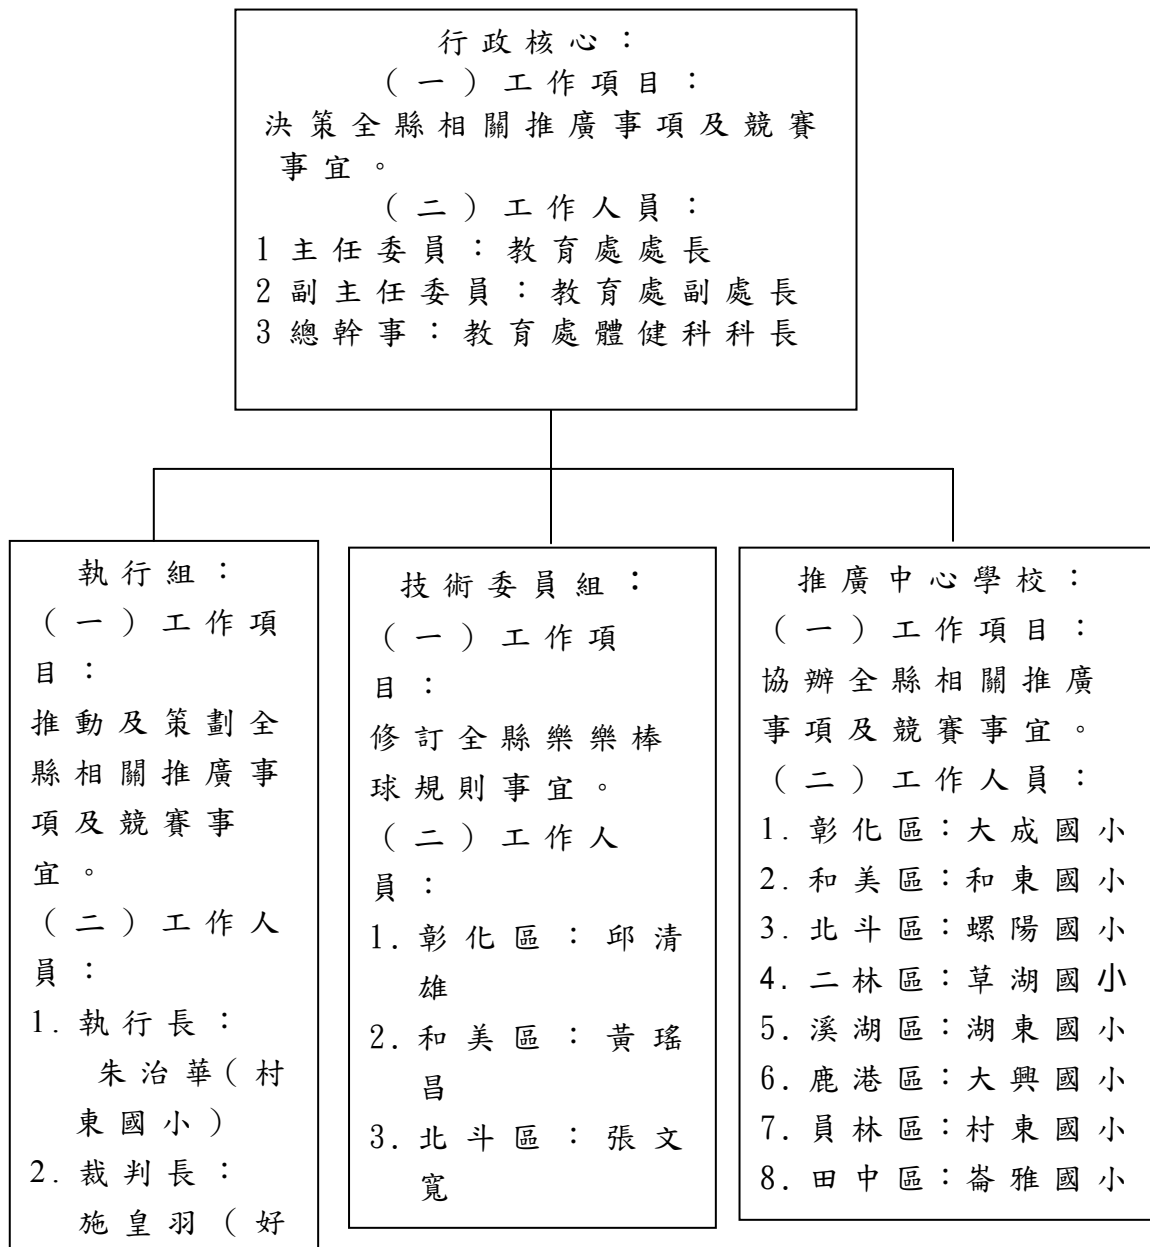 行政核心：
（一）工作項目：
決策全縣相關推廣事項及競賽
事宜。
（二）工作人員：
1主任委員：教育處處長
2副主任委員：教育處副處長
3總幹事：教育處體健科科長
執行組：
（一）工作項
目：
推動及策劃全
縣相關推廣事
項及競賽事
宜。
（二）工作人
員：
1.執行長：
朱治華(村
東國小)
2.裁判長：
施皇羽(好
技術委員組：
（一）工作項
目：
修訂全縣樂樂棒
球規則事宜。
（二）工作人
員：
1.彰化區：邱清
雄
2.和美區：黃瑤
昌
3.北斗區：張文
寬
推廣中心學校：
（一）工作項目：
協辦全縣相關推廣
事項及競賽事宜。
（二）工作人員：
1.彰化區：大成國小
2.和美區：和東國小
3.北斗區：螺陽國小
4.二林區：草湖國小
5.溪湖區：湖東國小
6.鹿港區：大興國小
7.員林區：村東國小
8.田中區：崙雅國小